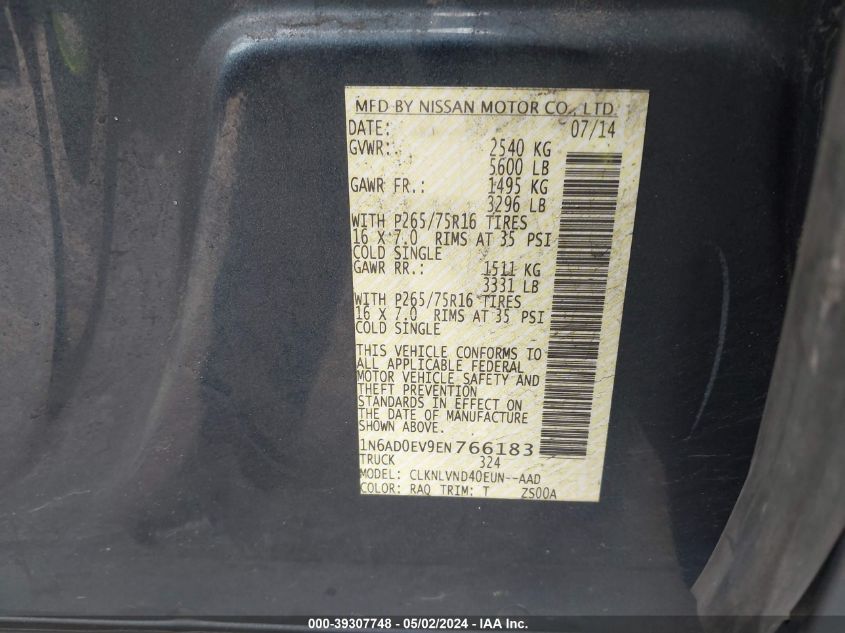 MFD BY NISSAN MOTOR CO., LTD.
DATE: 07/14
GVWR: 2540 KG
5600 LB
GAWR FR.: 1495 KG
3296 LB
WITH P265/75R16 TIRES
16 X 7.0 RIMS AT 35 PSI
COLD SINGLE
GAWR RR.: 1511 KG
3331 LB
WITH P265/75R16 TIRES
16 X 7.0 RIMS AT 35 PSI
COLD SINGLE
THIS VEHICLE CONFORMS TO
ALL APPLICABLE FEDERAL
MOTOR VEHICLE SAFETY AND
THEFT PREVENTION
STANDARDS IN EFFECT ON
THE DATE OF MANUFACTURE
SHOWN ABOVE.
1N6AD0EV9EN766183
TRUCK 324
MODEL: CLKNLVND40EUN--AAD
COLOR: RAQ TRIM: T ZS00A
000-39307748 - 05/02/2024 - IAA Inc.